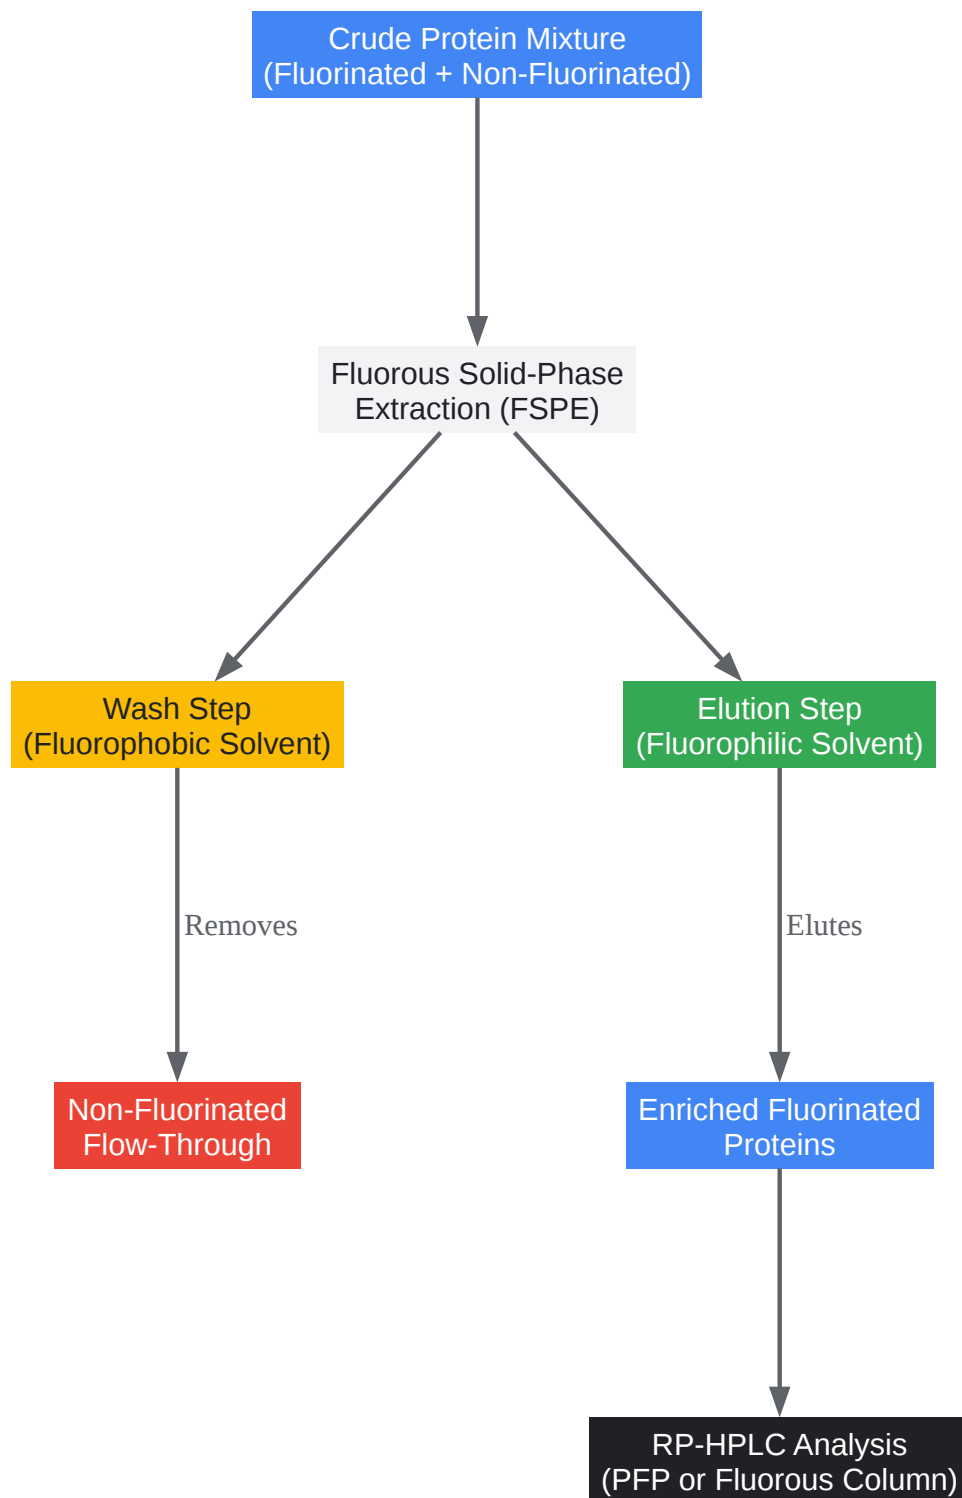 Crude Protein Mixture
(Fluorinated + Non-Fluorinated)
Fluorous Solid-Phase
Extraction (FSPE)
Wash Step
(Fluorophobic Solvent)
Elution Step
(Fluorophilic Solvent)
Removes
Elutes
Non-Fluorinated
Flow-Through
Enriched Fluorinated
Proteins
RP-HPLC Analysis
(PFP or Fluorous Column)